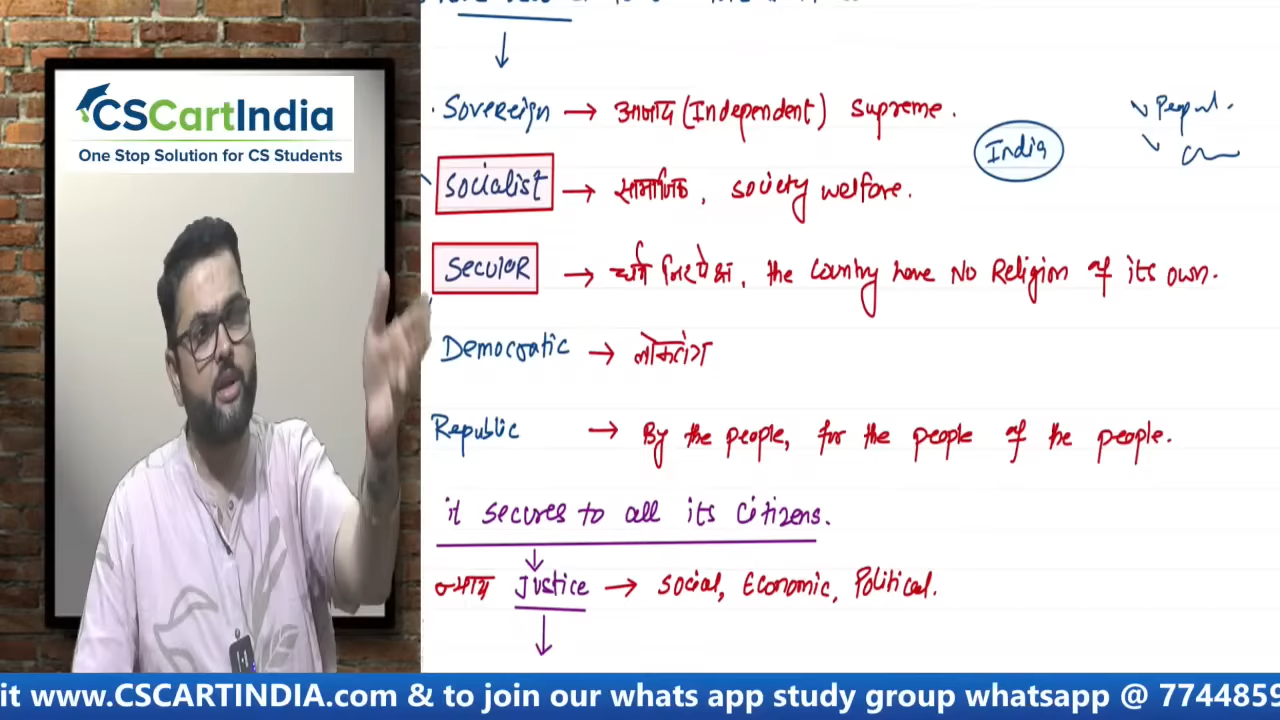 CSCartIndia
One Stop Solution for CS Students
Sovereign → आजाद (Independent) Supreme.
India
Socialist → सामाजिक, society welfare.
Secular → धर्म निरपेक्ष, the Country have No Religion of its own.
Democratic → लोकतंत्र
Republic → By the people, for the people of the people.
it secures to all its Citizens.
न्याय Justice → Social, Economic, Political.
it www.CSCARTINDIA.com & to join our whats app study group whatsapp @ 7744859